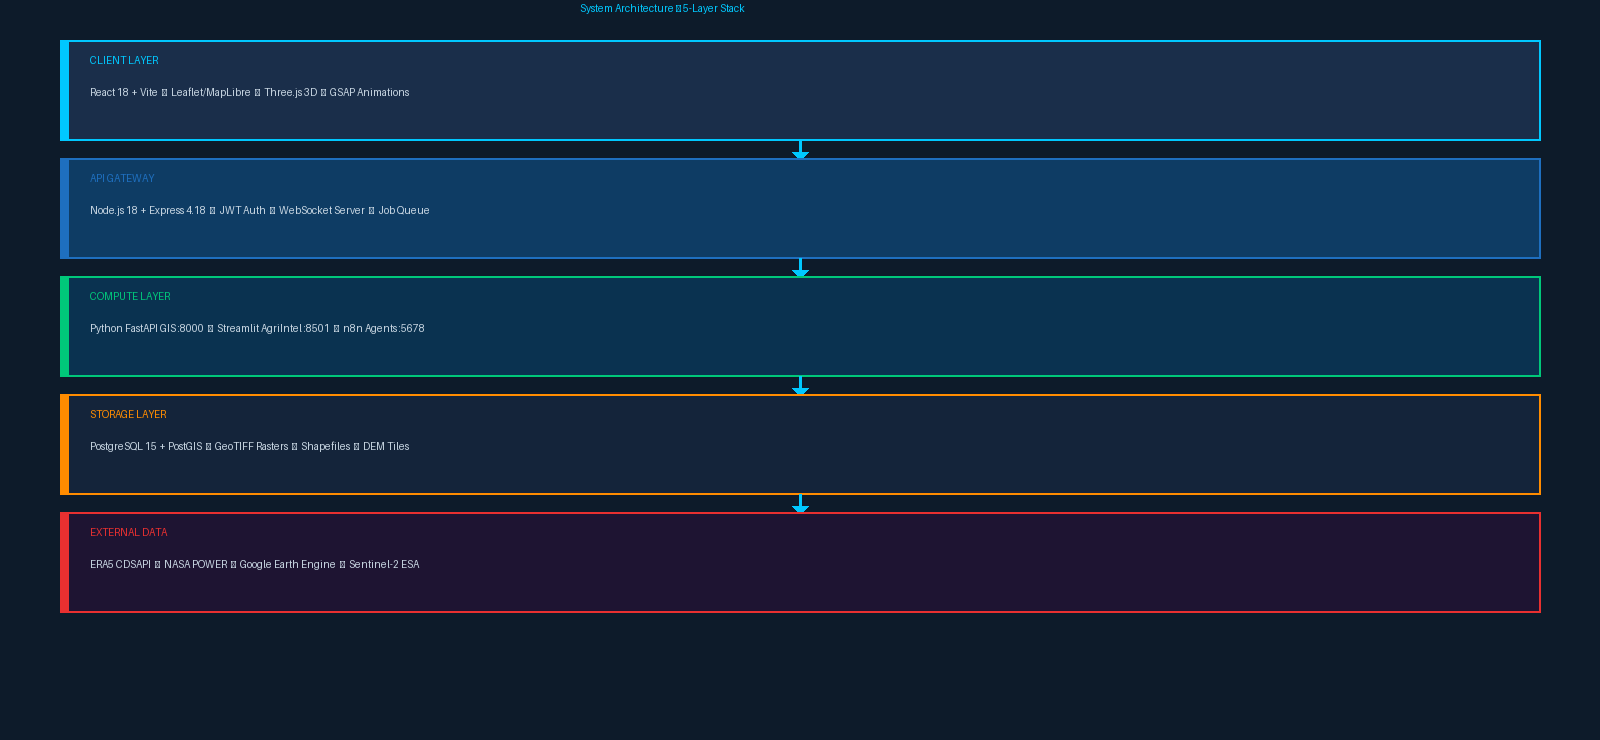 System Architecture ▯ 5-Layer Stack
CLIENT LAYER
React 18 + Vite ▯ Leaflet/MapLibre ▯ Three.js 3D ▯ GSAP Animations
API GATEWAY
Node.js 18 + Express 4.18 ▯ JWT Auth ▯ WebSocket Server ▯ Job Queue
COMPUTE LAYER
Python FastAPI GIS :8000 ▯ Streamlit AgriIntel :8501 ▯ n8n Agents :5678
STORAGE LAYER
PostgreSQL 15 + PostGIS ▯ GeoTIFF Rasters ▯ Shapefiles ▯ DEM Tiles
EXTERNAL DATA
ERA5 CDSAPI ▯ NASA POWER ▯ Google Earth Engine ▯ Sentinel-2 ESA